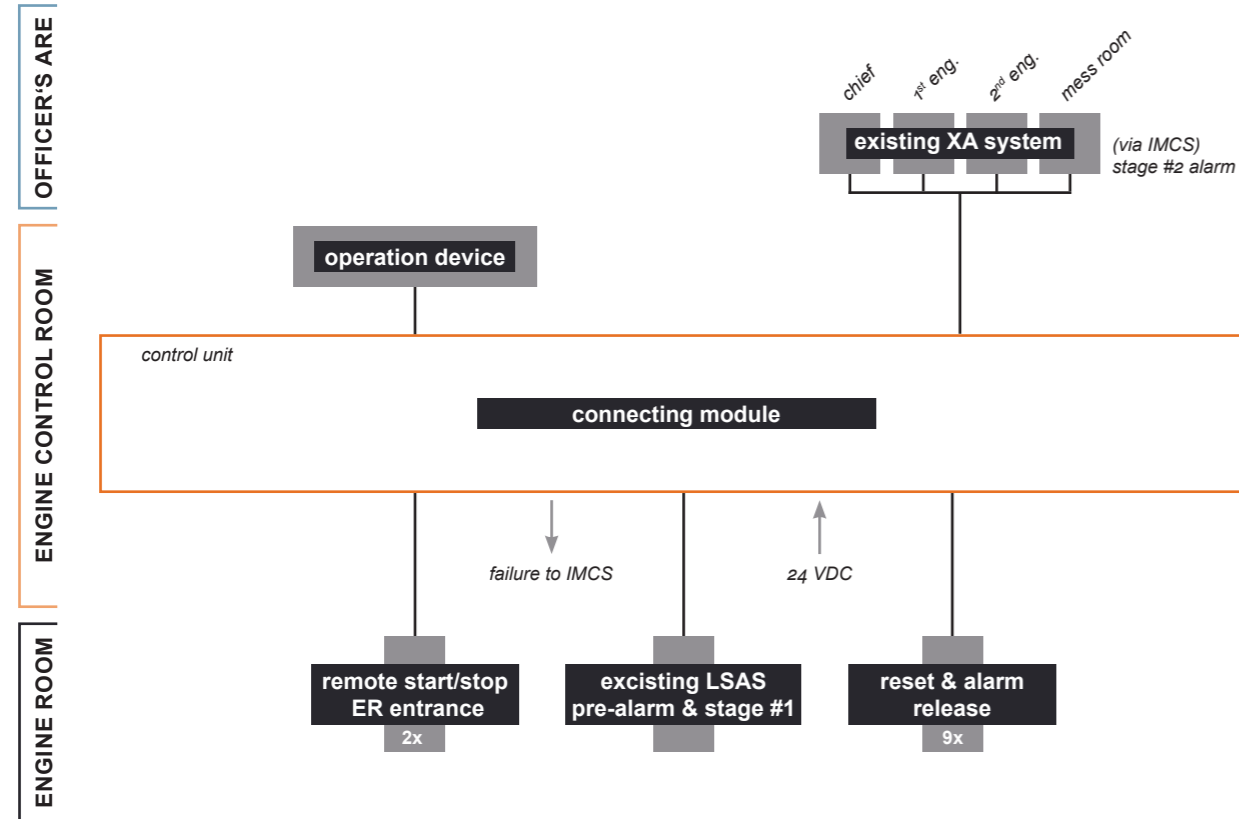 OFFICER'S ARE
chief
1st eng.
2nd eng.
mess room
existing XA system
(via IMCS)
stage #2 alarm
ENGINE CONTROL ROOM
operation device
control unit
connecting module
failure to IMCS
24 VDC
ENGINE ROOM
remote start/stop
ER entrance
2x
excisting LSAS
pre-alarm & stage #1
reset & alarm
release
9x